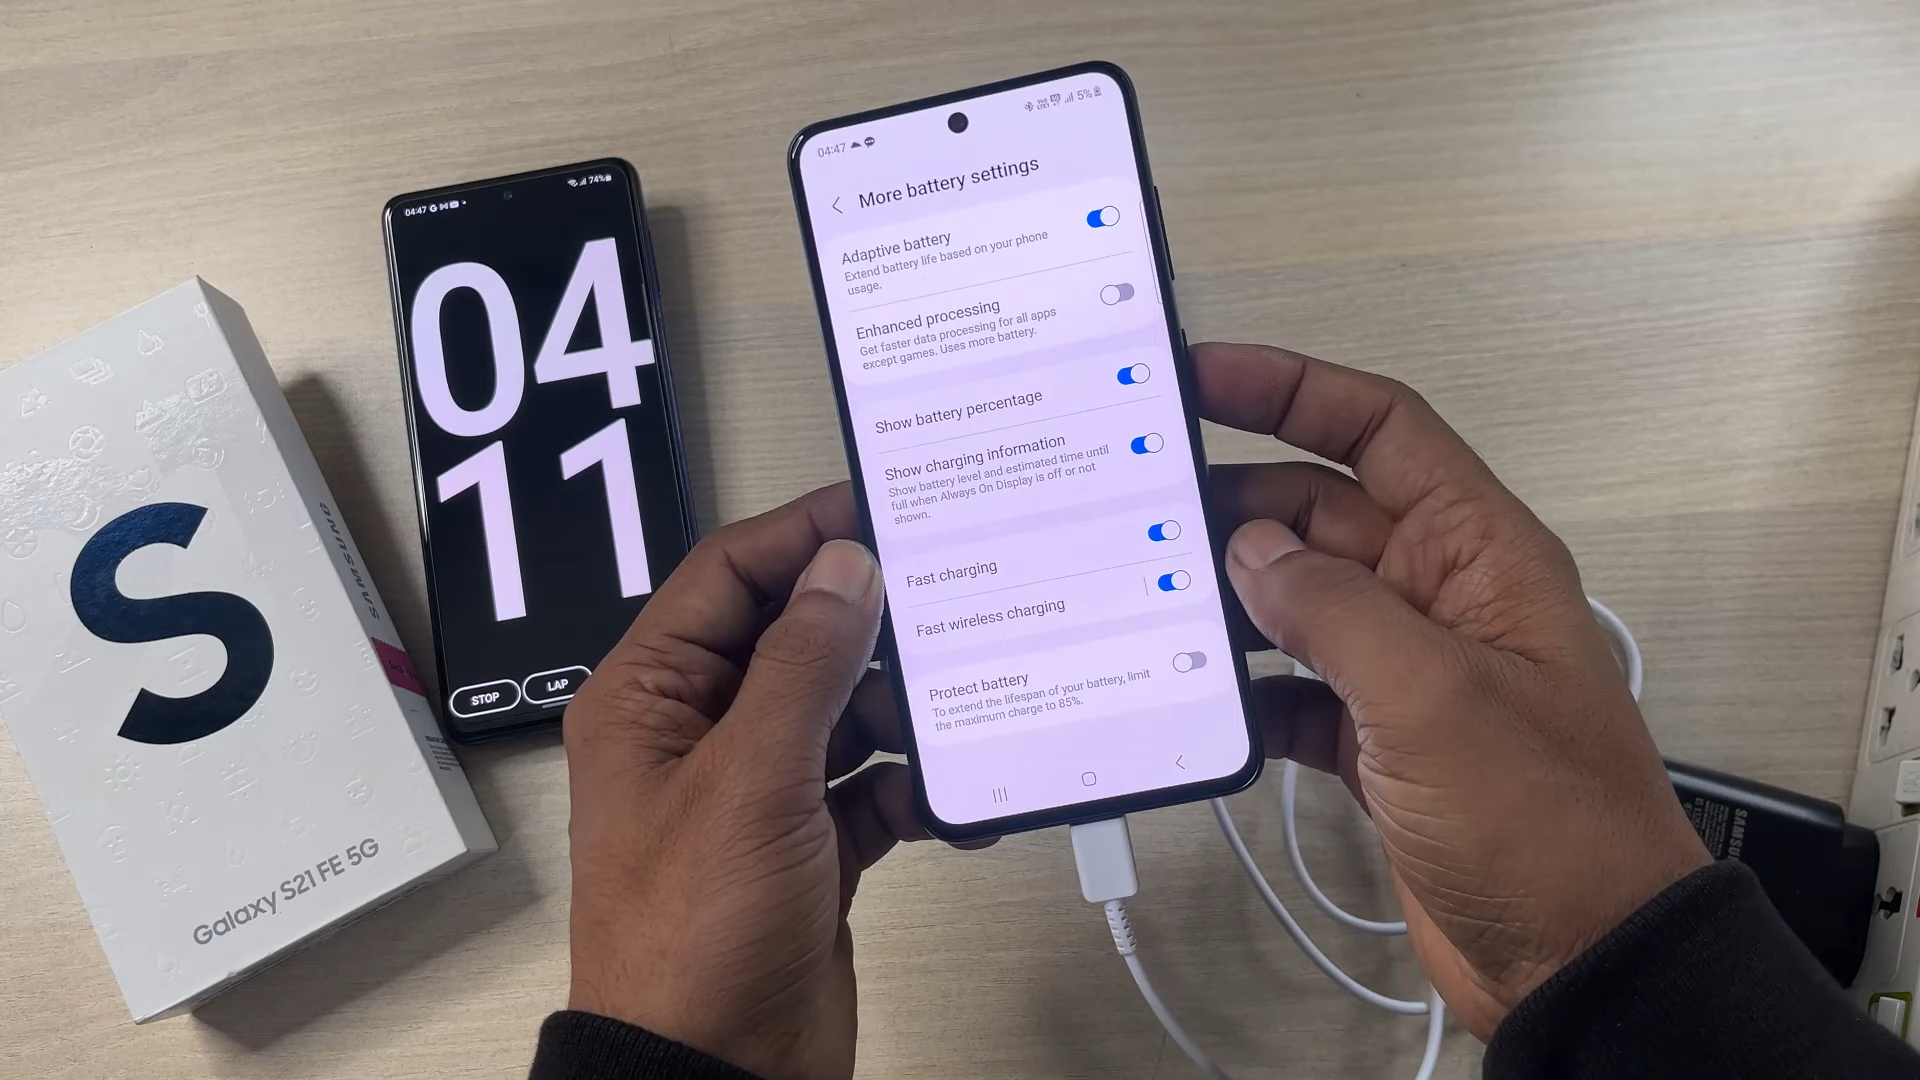 04:47
74%
04
11
STOP
LAP
S
SAMSUNG
Galaxy S21 FE 5G
04:47
5%
More battery settings
Adaptive battery
Extend battery life based on your phone
usage.
Enhanced processing
Get faster data processing for all apps
except games. Uses more battery.
Show battery percentage
Show charging information
Show battery level and estimated time until
full when Always On Display is off or not
shown.
Fast charging
Fast wireless charging
Protect battery
To extend the lifespan of your battery, limit
the maximum charge to 85%.